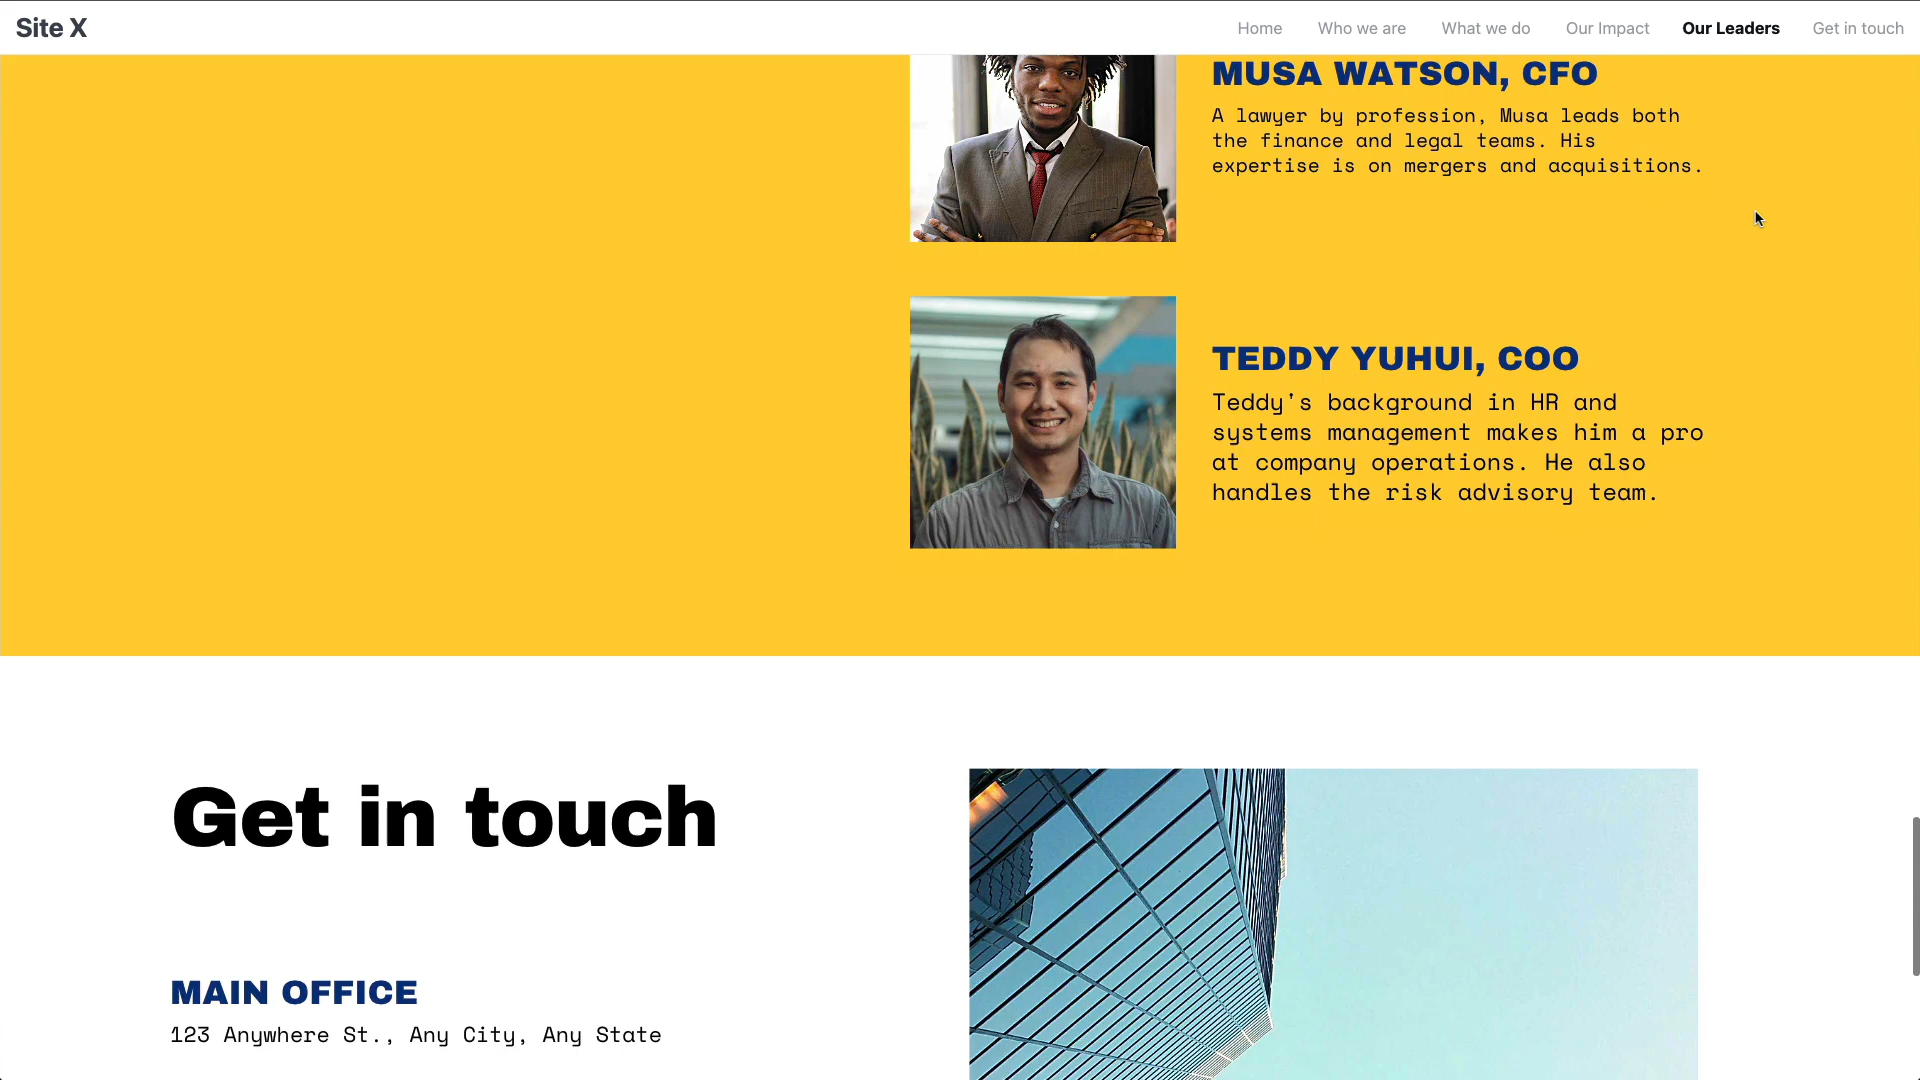 Site X
Home Who we are What we do Our Impact Our Leaders Get in touch
MUSA WATSON, CFO
A lawyer by profession, Musa leads both
the finance and legal teams. His
expertise is on mergers and acquisitions.
TEDDY YUHUI, COO
Teddy's background in HR and
systems management makes him a pro
at company operations. He also
handles the risk advisory team.
Get in touch
MAIN OFFICE
123 Anywhere St., Any City, Any State